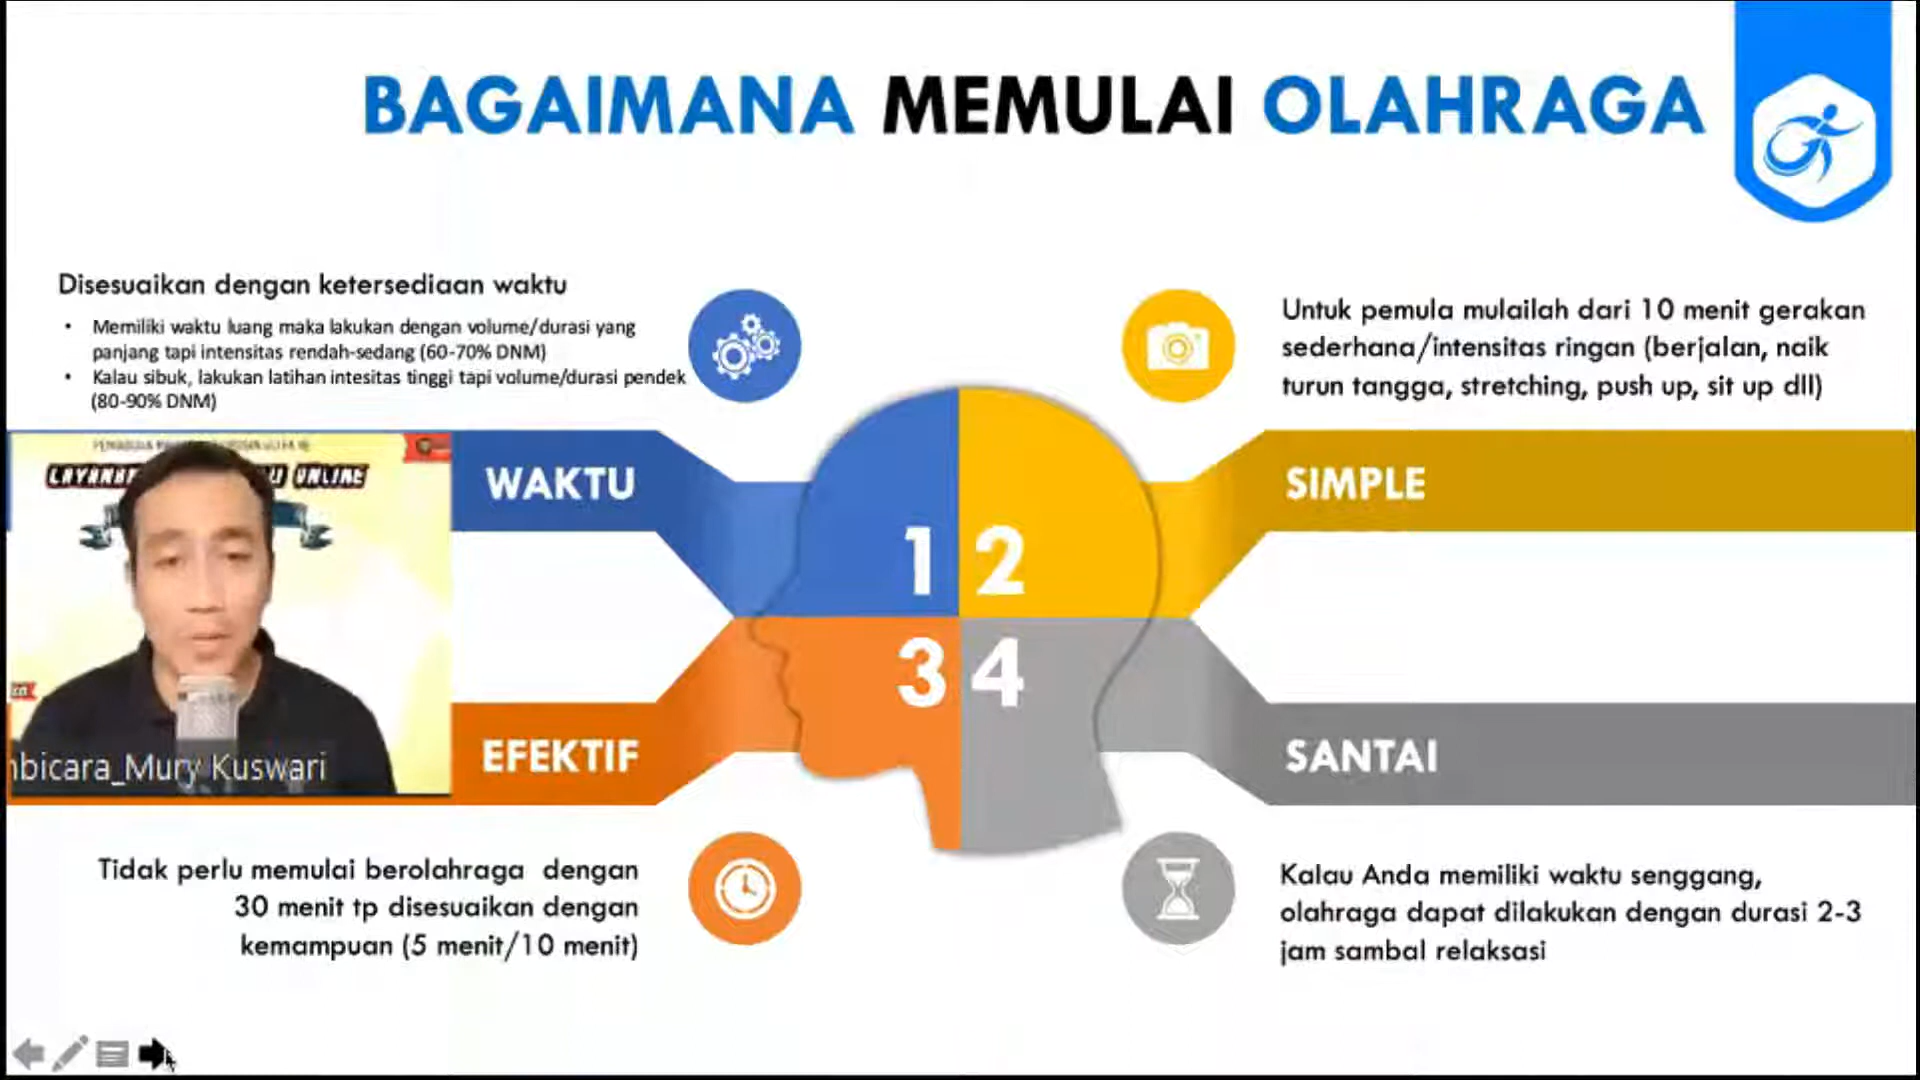 BAGAIMANA MEMULAI OLAHRAGA
Disesuaikan dengan ketersediaan waktu
• Memiliki waktu luang maka lakukan dengan volume/durasi yang
panjang tapi intensitas rendah-sedang (60-70% DNM)
• Kalau sibuk, lakukan latihan intesitas tinggi tapi volume/durasi pendek
(80-90% DNM)
Untuk pemula mulailah dari 10 menit gerakan
sederhana/intensitas ringan (berjalan, naik
turun tangga, stretching, push up, sit up dll)
ONLINE
WAKTU
SIMPLE
1 2
3 4
mbicara_Mury Kuswari
EFEKTIF
SANTAI
Tidak perlu memulai berolahraga dengan
30 menit tp disesuaikan dengan
kemampuan (5 menit/10 menit)
Kalau Anda memiliki waktu senggang,
olahraga dapat dilakukan dengan durasi 2-3
jam sambal relaksasi